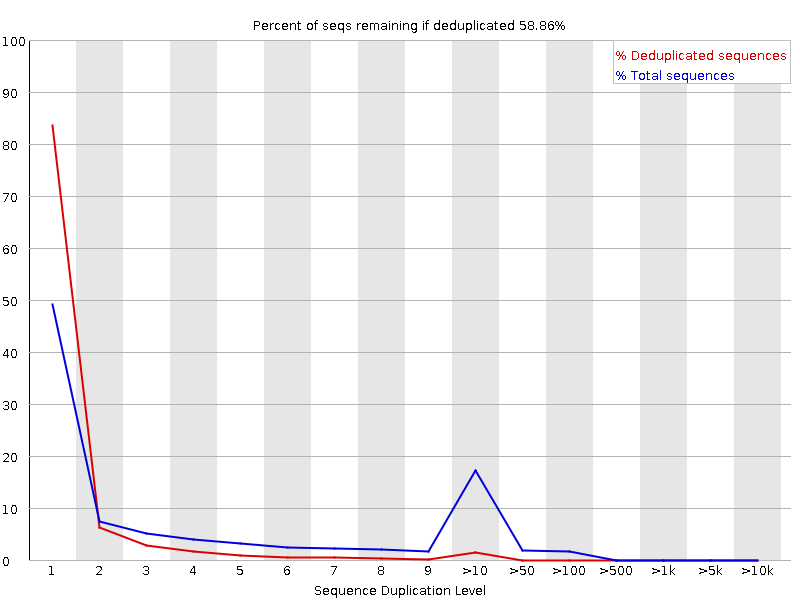 Percent of seqs remaining if deduplicated 58.86%
% Deduplicated sequences
% Total sequences
100
90
80
70
60
50
40
30
20
10
0
1 2 3 4 5 6 7 8 9 >10 >50 >100 >500 >1k >5k >10k
Sequence Duplication Level